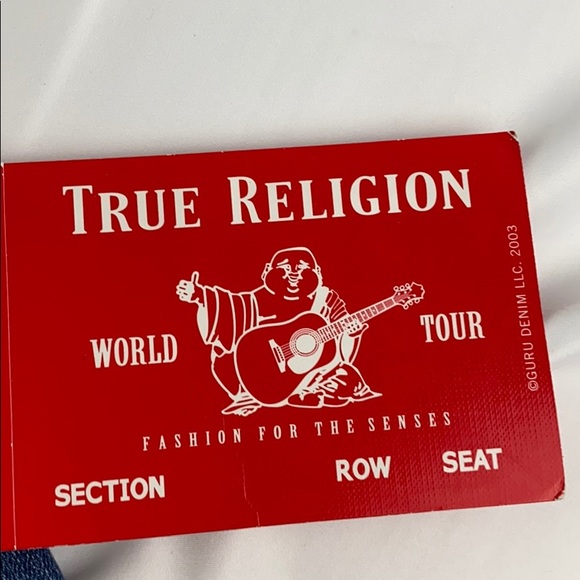 TRUE RELIGION
WORLD TOUR
FASHION FOR THE SENSES
SECTION ROW SEAT
©GURU DENIM LLC. 2003